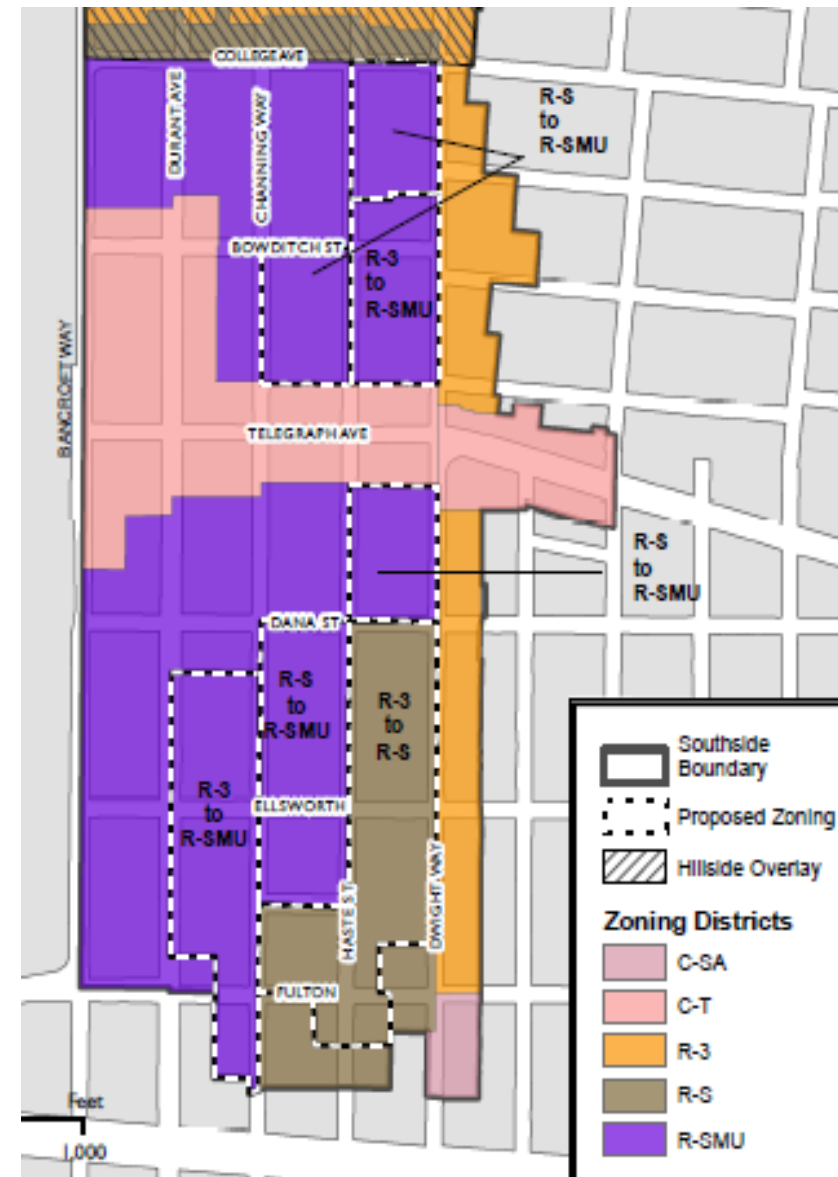 COLLEGE AVE
DURANT AVE
CHANNING WAY
R-S
to
R-SMU
BOWDITCH ST
R-3
to
R-SMU
BANCROFT WAY
TELEGRAPH AVE
R-S
to
R-SMU
DANA ST
R-S
to
R-SMU
R-3
to
R-S
R-3
to
R-SMU
ELLSWORTH
HASTE ST
DWIGHT WAY
FULTON
Feet
1,000
Southside
Boundary
Proposed Zoning
Hillside Overlay
Zoning Districts
C-SA
C-T
R-3
R-S
R-SMU